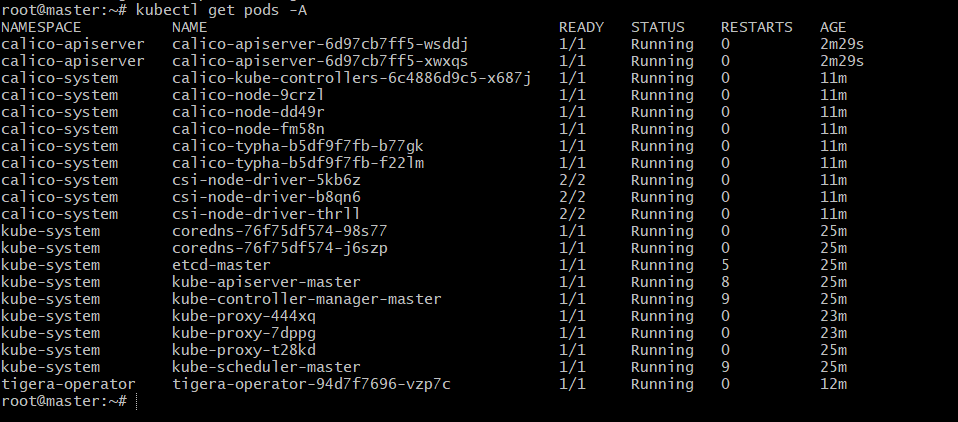 root@master:~# kubectl get pods -A
NAMESPACE NAME READY STATUS RESTARTS AGE
calico-apiserver calico-apiserver-6d97cb7ff5-wsddj 1/1 Running 0 2m29s
calico-apiserver calico-apiserver-6d97cb7ff5-xwxqs 1/1 Running 0 2m29s
calico-system calico-kube-controllers-6c4886d9c5-x687j 1/1 Running 0 11m
calico-system calico-node-9crzl 1/1 Running 0 11m
calico-system calico-node-dd49r 1/1 Running 0 11m
calico-system calico-node-fm58n 1/1 Running 0 11m
calico-system calico-typha-b5df9f7fb-b77gk 1/1 Running 0 11m
calico-system calico-typha-b5df9f7fb-f22lm 1/1 Running 0 11m
calico-system csi-node-driver-5kb6z 2/2 Running 0 11m
calico-system csi-node-driver-b8qn6 2/2 Running 0 11m
calico-system csi-node-driver-thrll 2/2 Running 0 11m
kube-system coredns-76f75df574-98s77 1/1 Running 0 25m
kube-system coredns-76f75df574-j6szp 1/1 Running 0 25m
kube-system etcd-master 1/1 Running 5 25m
kube-system kube-apiserver-master 1/1 Running 8 25m
kube-system kube-controller-manager-master 1/1 Running 9 25m
kube-system kube-proxy-444xq 1/1 Running 0 23m
kube-system kube-proxy-7dppg 1/1 Running 0 23m
kube-system kube-proxy-t28kd 1/1 Running 0 25m
kube-system kube-scheduler-master 1/1 Running 9 25m
tigera-operator tigera-operator-94d7f7696-vzp7c 1/1 Running 0 12m
root@master:~#